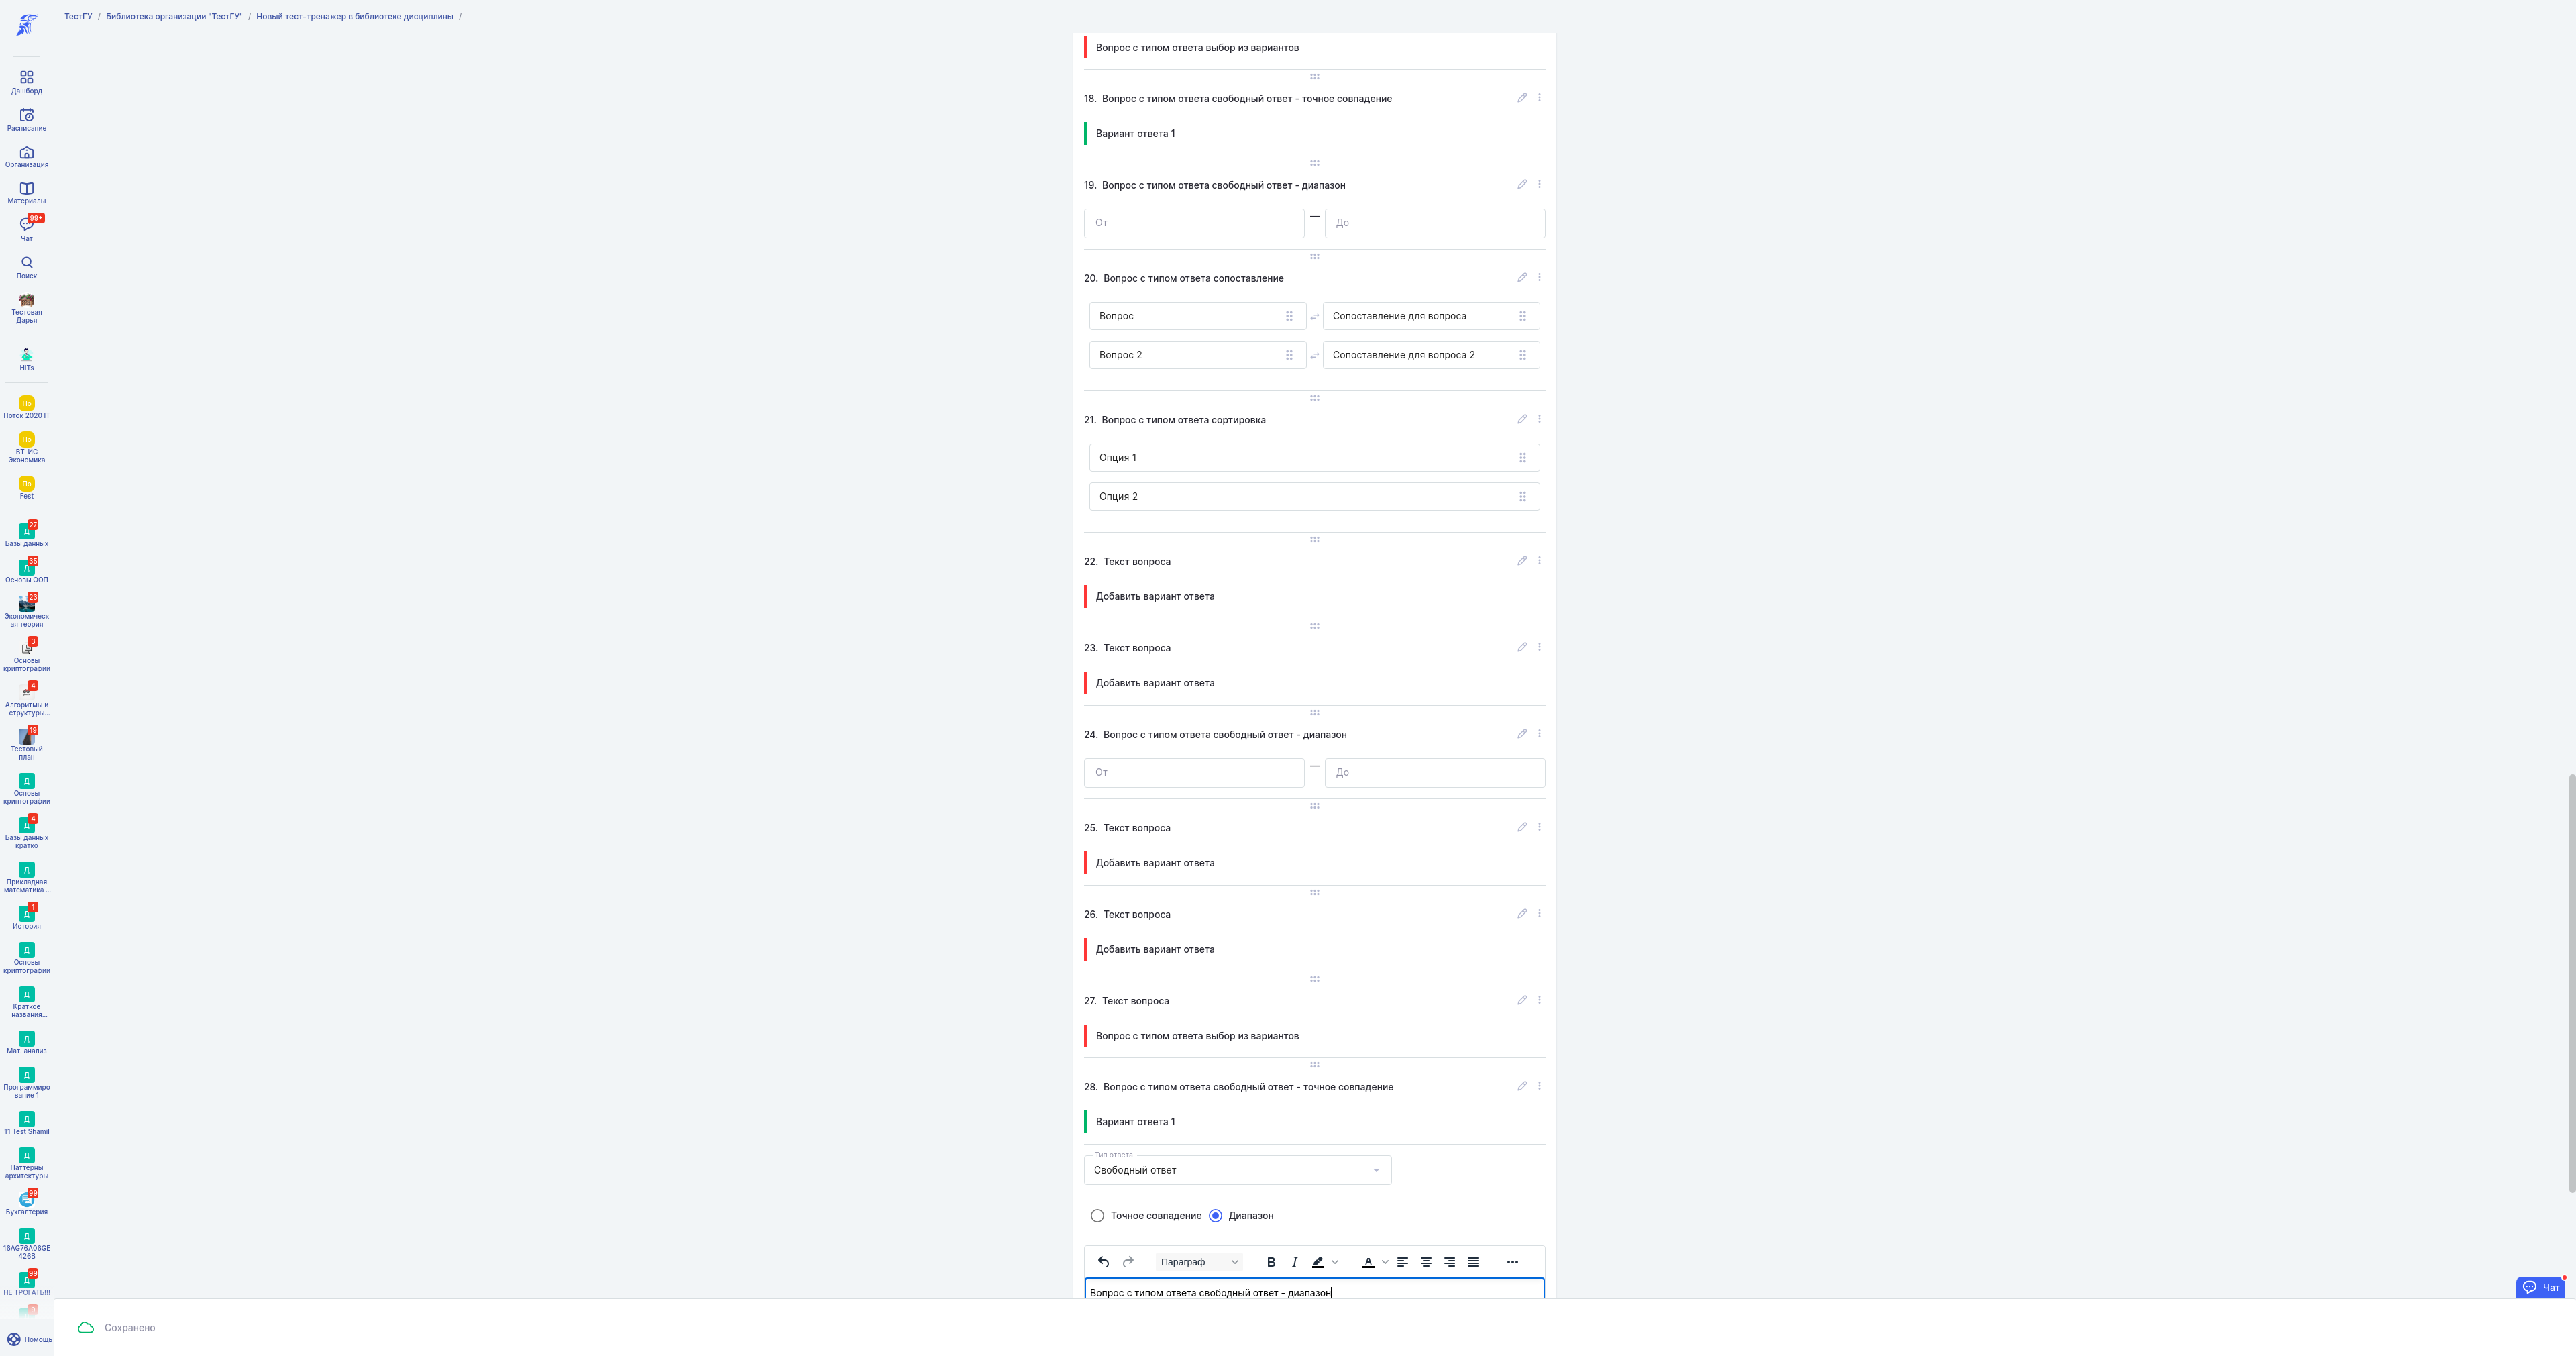 ТестГУ / Библиотека организации "ТестГУ" / Новый тест-тренажер в библиотеке дисциплины /
Дашборд
Расписание
Организация
Материалы
99+
Чат
Поиск
Тестовая
Дарья
HITs
По
Поток 2020 IT
По
ВТ-ИС
Экономика
По
Fest
27
Д
Базы данных
35
Д
Основы ООП
23
Экономическ
ая теория
3
Основы
криптографии
4
Алгоритмы и
структуры...
19
Тестовый
план
Д
Основы
криптографии
4
Д
Базы данных
кратко
Д
Прикладная
математика ...
1
Д
История
Д
Основы
криптографии
Д
Краткое
названия...
Д
Мат. анализ
Д
Программиро
вание 1
Д
11 Test Shamil
Д
Паттерны
архитектуры
99
Бухгалтерия
Д
16AG76A06GE
426B
99
Д
НЕ ТРОГАТЬ!!!
Помощь
Вопрос с типом ответа выбор из вариантов
18. Вопрос с типом ответа свободный ответ - точное совпадение
Вариант ответа 1
19. Вопрос с типом ответа свободный ответ - диапазон
От — До
20. Вопрос с типом ответа сопоставление
Вопрос Сопоставление для вопроса
Вопрос 2 Сопоставление для вопроса 2
21. Вопрос с типом ответа сортировка
Опция 1
Опция 2
22. Текст вопроса
Добавить вариант ответа
23. Текст вопроса
Добавить вариант ответа
24. Вопрос с типом ответа свободный ответ - диапазон
От — До
25. Текст вопроса
Добавить вариант ответа
26. Текст вопроса
Добавить вариант ответа
27. Текст вопроса
Вопрос с типом ответа выбор из вариантов
28. Вопрос с типом ответа свободный ответ - точное совпадение
Вариант ответа 1
Тип ответа
Свободный ответ
Точное совпадение Диапазон
Параграф B I A
Вопрос с типом ответа свободный ответ - диапазон
Чат
Сохранено